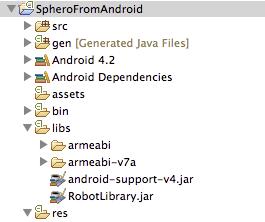 SpheroFromAndroid
src
gen [Generated Java Files]
Android 4.2
Android Dependencies
assets
bin
libs
armeabi
armeabi-v7a
android-support-v4.jar
RobotLibrary.jar
res